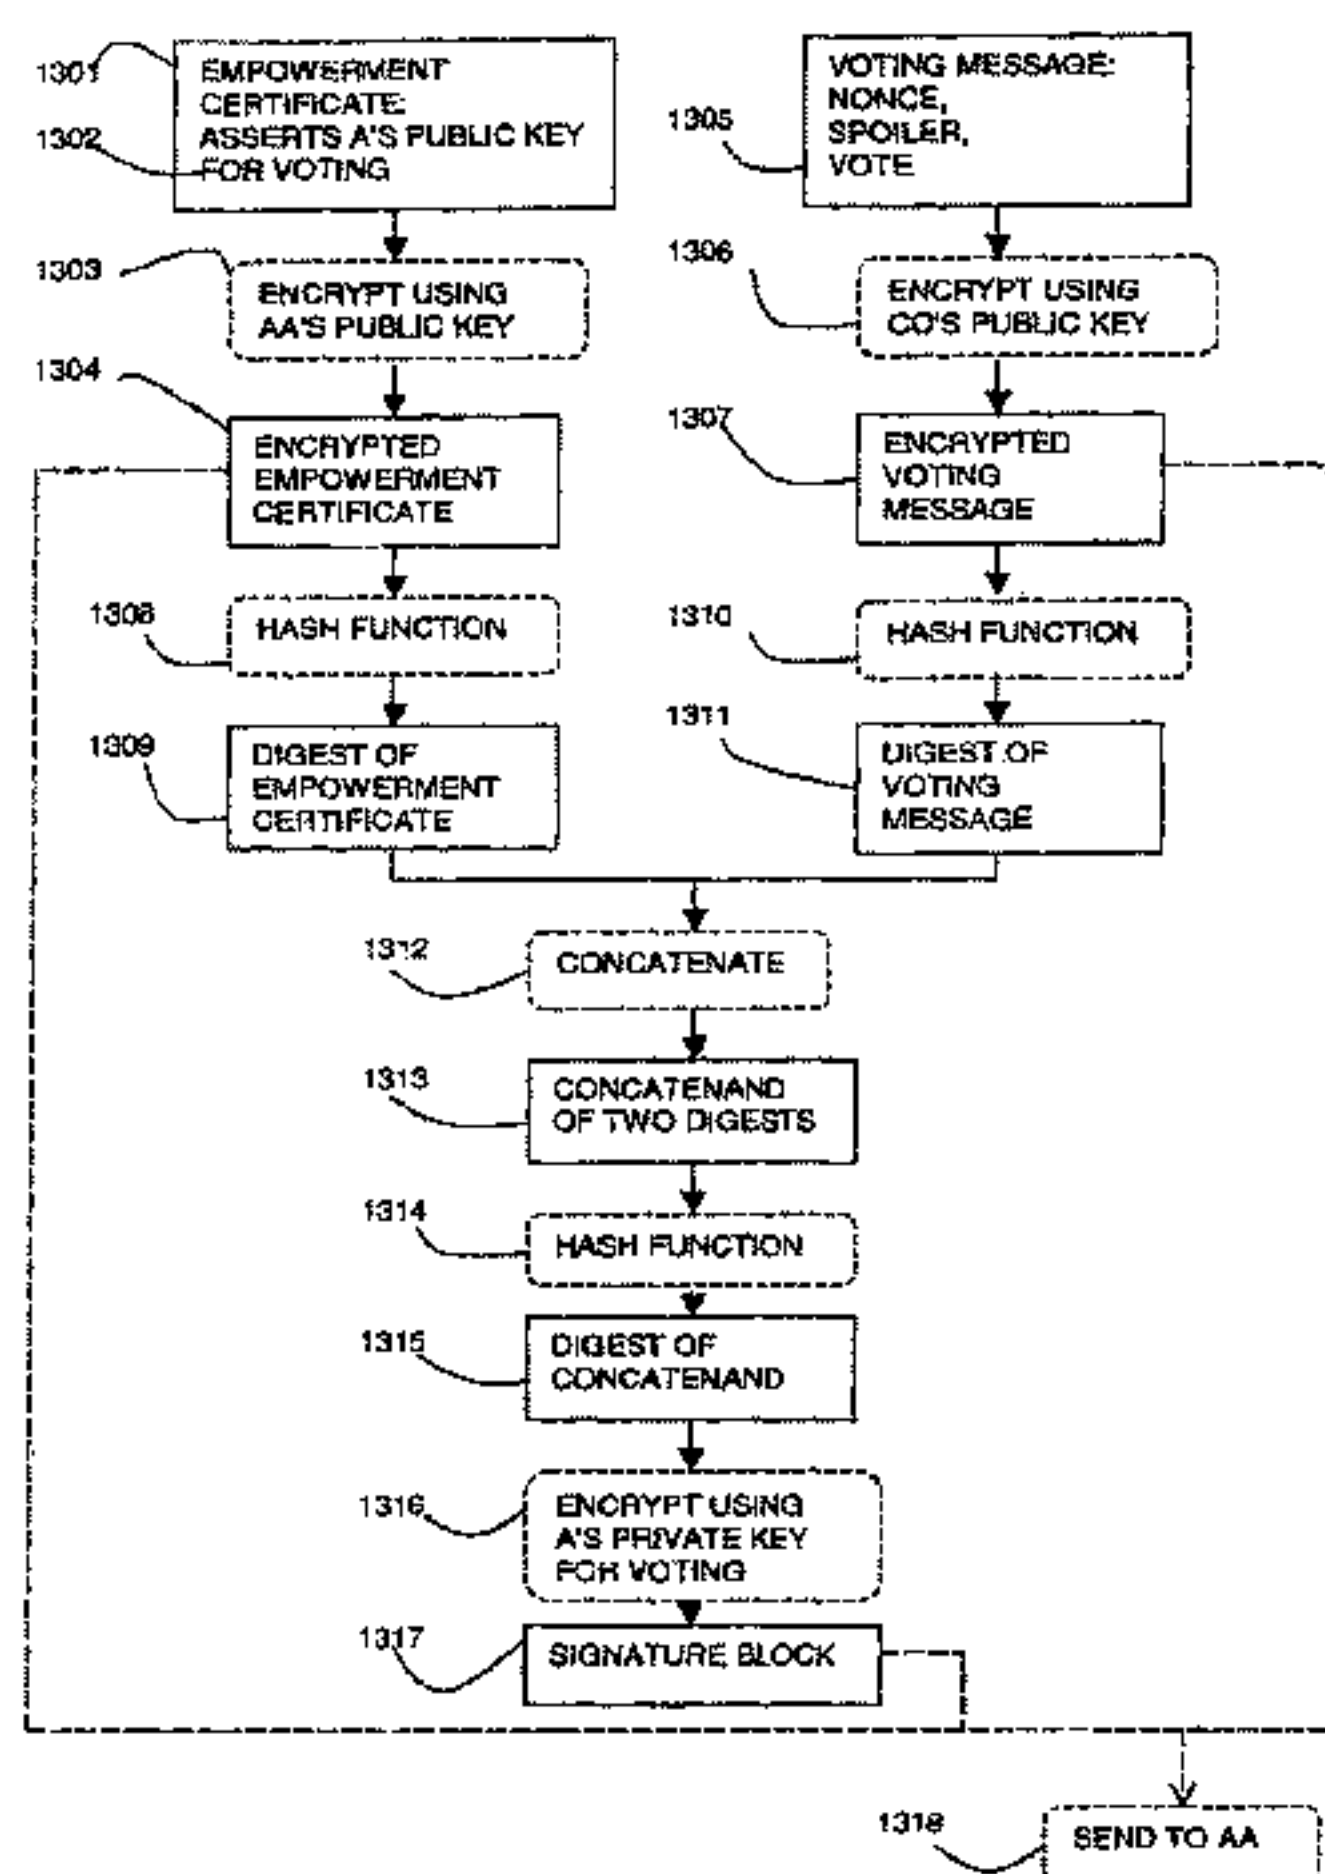 1301
EMPOWERMENT
CERTIFICATE:
ASSERTS A'S PUBLIC KEY
1302
FOR VOTING
VOTING MESSAGE:
NONCE,
SPOILER,
VOTE
1305
1303
ENCRYPT USING
AA'S PUBLIC KEY
1306
ENCRYPT USING
CO'S PUBLIC KEY
1304
ENCRYPTED
EMPOWERMENT
CERTIFICATE
1307
ENCRYPTED
VOTING
MESSAGE
1308
HASH FUNCTION
1310
HASH FUNCTION
1309
DIGEST OF
EMPOWERMENT
CERTIFICATE
1311
DIGEST OF
VOTING
MESSAGE
1312
CONCATENATE
1313
CONCATENAND
OF TWO DIGESTS
1314
HASH FUNCTION
1315
DIGEST OF
CONCATENAND
1316
ENCRYPT USING
A'S PRIVATE KEY
FOR VOTING
1317
SIGNATURE BLOCK
1318
SEND TO AA